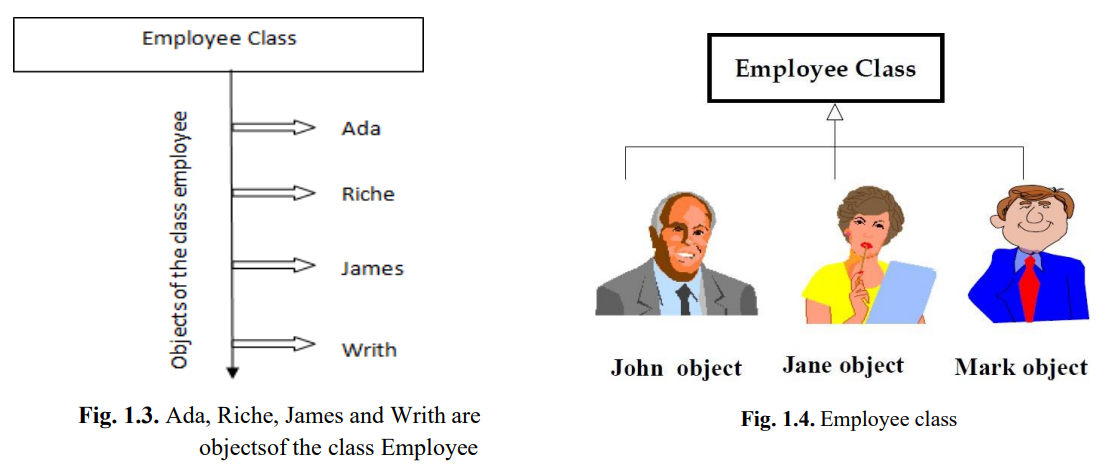 Employee Class
Objects of the class employee
Ada
Riche
James
Writh
Fig. 1.3. Ada, Riche, James and Writh are
objectsof the class Employee
Employee Class
John object
Jane object
Mark object
Fig. 1.4. Employee class